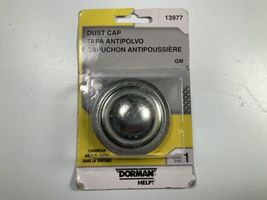 13977
DUST CAP
TAPA ANTIPOLVO
CAPUCHON ANTIPOUSSIÈRE
GM
1
DORMAN
HELP!